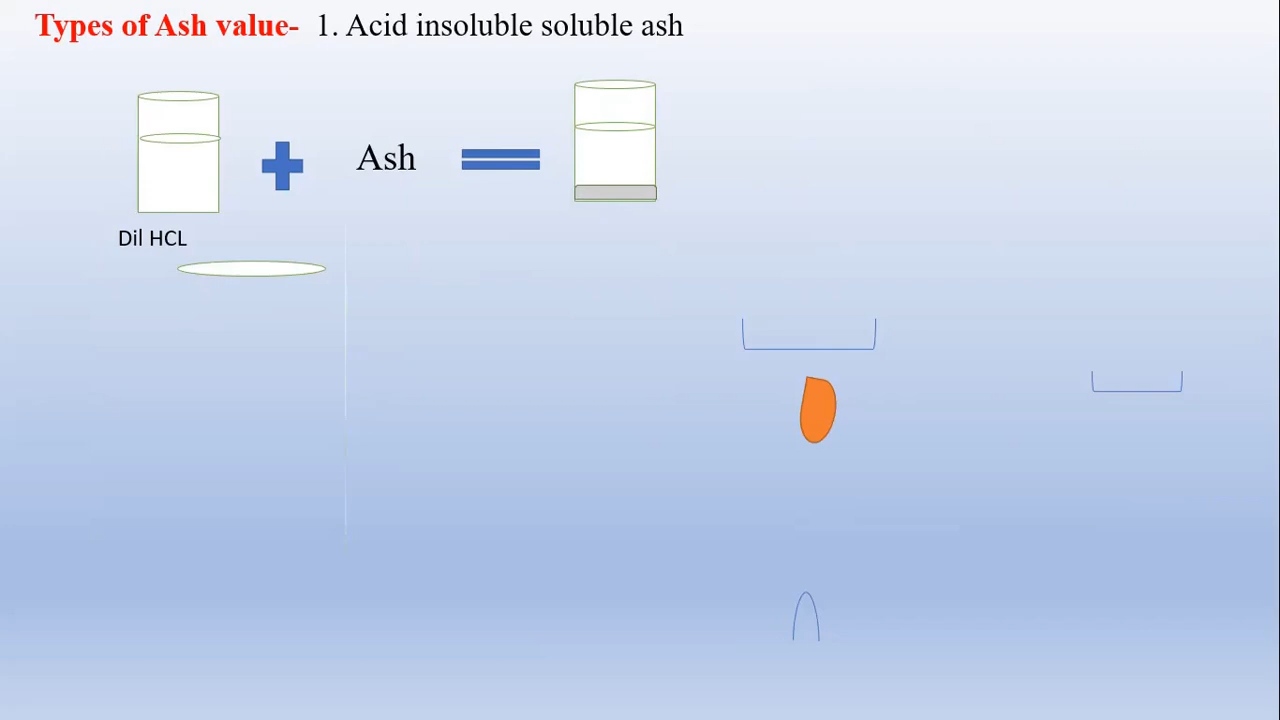 Types of Ash value- 1. Acid insoluble soluble ash
Ash
Dil HCL